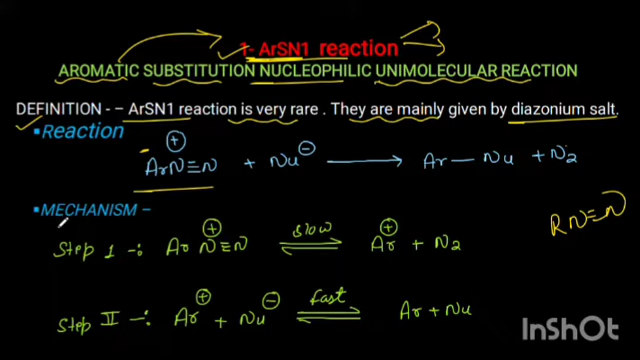 1- ArSN1 reaction
AROMATIC SUBSTITUTION NUCLEOPHILIC UNIMOLECULAR REACTION
DEFINITION - – ArSN1 reaction is very rare . They are mainly given by diazonium salt.
▪Reaction
ArN⊕≡N + Nu⊖ ⟶ Ar — Nu + N2
▪MECHANISM –
Step 1 -: Ar N⊕≡N ⇌ slow Ar⊕ + N2
RN≡N
Step II -: Ar⊕ + Nu⊖ ⇌ fast Ar + Nu
InShOt